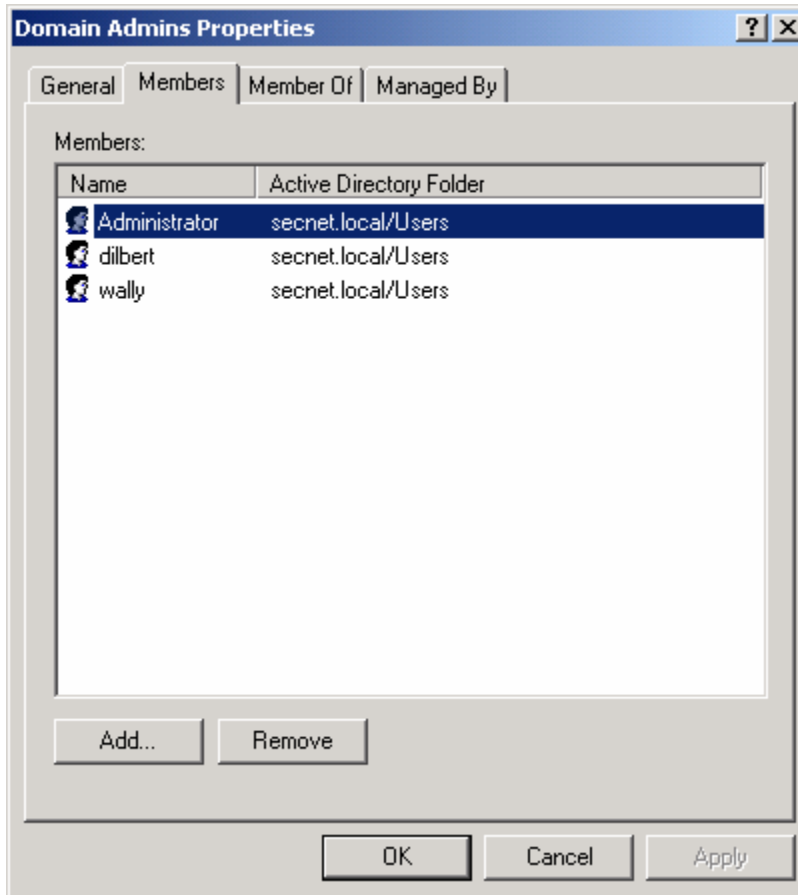 Domain Admins Properties ? X
General Members Member Of Managed By
Members:
Name Active Directory Folder
Administrator secnet.local/Users
dilbert secnet.local/Users
wally secnet.local/Users
Add... Remove
OK Cancel Apply